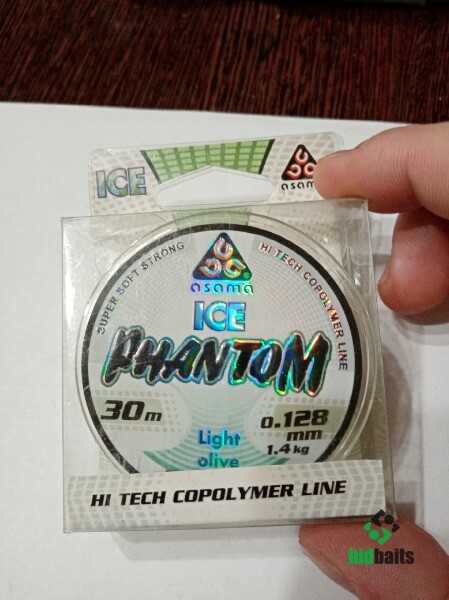 ICE
asama
SUPER SOFT STRONG
HI TECH COPOLYMER LINE
asama
ICE
PHANTOM
30m
0.128
mm
1.4kg
Light
olive
HI TECH COPOLYMER LINE
hidbaits